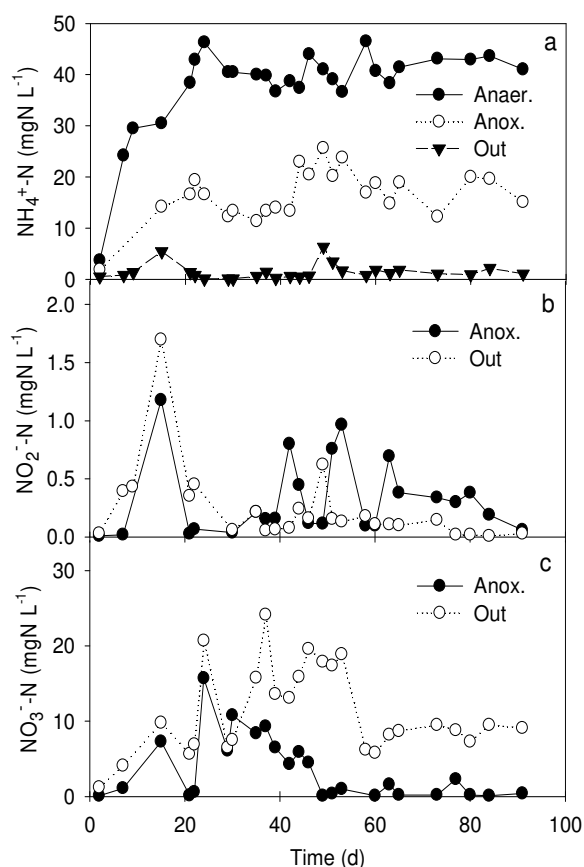 a
50
40
30
20
10
0
NH₄⁺-N (mgN L⁻¹)
Anaer.
Anox.
Out
b
2.0
1.5
1.0
0.5
0.0
NO₂⁻-N (mgN L⁻¹)
Anox.
Out
c
30
20
10
0
NO₃⁻-N (mgN L⁻¹)
Anox.
Out
0 20 40 60 80 100
Time (d)